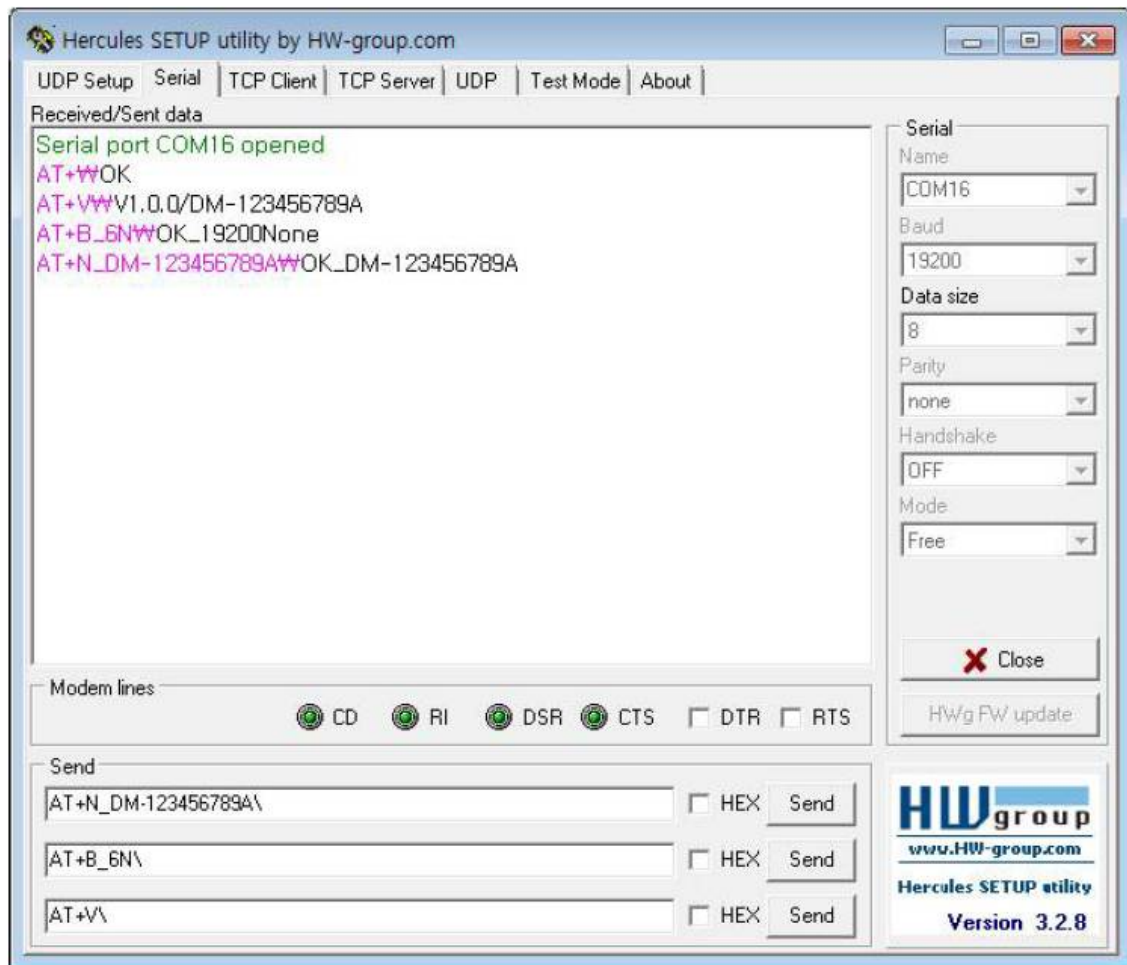 Hercules SETUP utility by HW-group.com
UDP Setup Serial TCP Client TCP Server UDP Test Mode About
Received/Sent data
Serial port COM16 opened
AT+₩OK
AT+V₩V1.0.0/DM-123456789A
AT+B_6N₩OK_19200None
AT+N_DM-123456789A₩OK_DM-123456789A
Serial
Name
COM16
Baud
19200
Data size
8
Parity
none
Handshake
OFF
Mode
Free
Close
HWg FW update
Modem lines
CD RI DSR CTS DTR RTS
Send
AT+N_DM-123456789A\ HEX Send
AT+B_6N\ HEX Send
AT+V\ HEX Send
HW group
www.HW-group.com
Hercules SETUP utility
Version 3.2.8